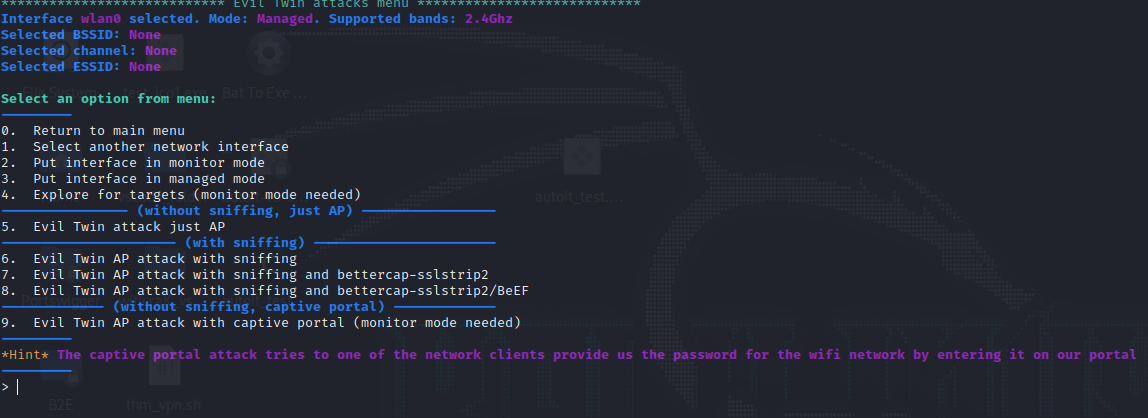 *************************** Evil Twin attacks menu ***************************
Interface wlan0 selected. Mode: Managed. Supported bands: 2.4Ghz
Selected BSSID: None
Selected channel: None
Selected ESSID: None
Select an option from menu:
0. Return to main menu
1. Select another network interface
2. Put interface in monitor mode
3. Put interface in managed mode
4. Explore for targets (monitor mode needed)
(without sniffing, just AP)
5. Evil Twin attack just AP
(with sniffing)
6. Evil Twin AP attack with sniffing
7. Evil Twin AP attack with sniffing and bettercap-sslstrip2
8. Evil Twin AP attack with sniffing and bettercap-sslstrip2/BeEF
(without sniffing, captive portal)
9. Evil Twin AP attack with captive portal (monitor mode needed)
*Hint* The captive portal attack tries to one of the network clients provide us the password for the wifi network by entering it on our portal
>
Bat To Exe ...
autoit_test....
B2E
thm_vpn.sh